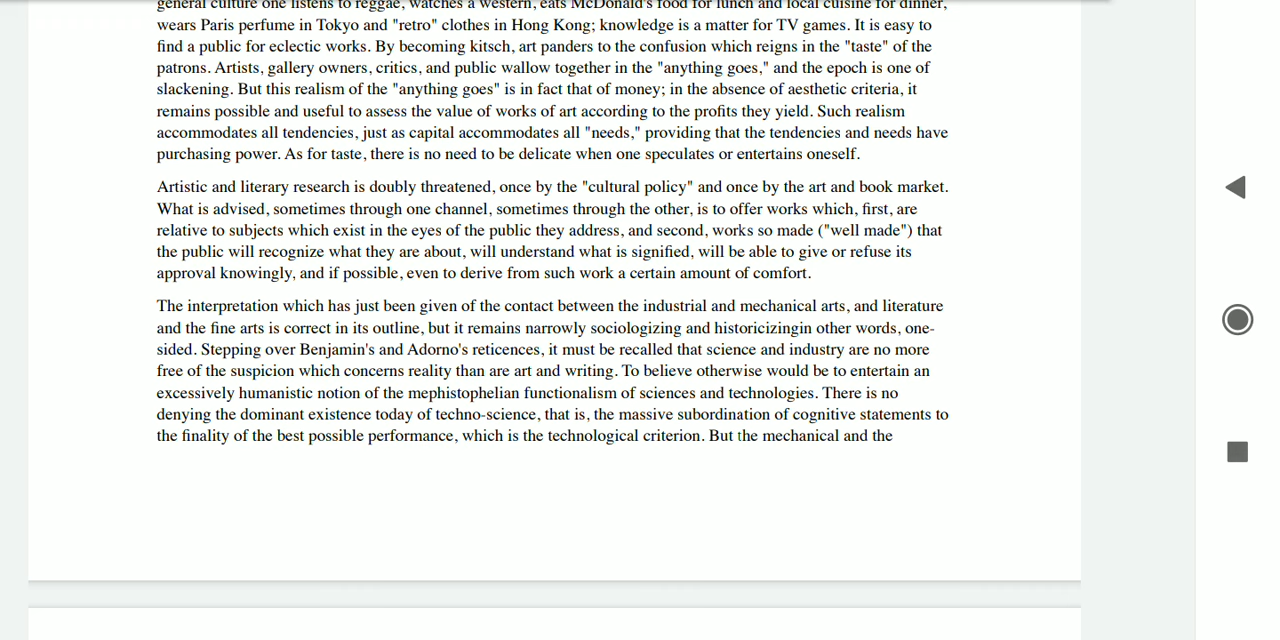 general culture one listens to reggae, watches a western, eats McDonald's food for lunch and local cuisine for dinner,
wears Paris perfume in Tokyo and "retro" clothes in Hong Kong; knowledge is a matter for TV games. It is easy to
find a public for eclectic works. By becoming kitsch, art panders to the confusion which reigns in the "taste" of the
patrons. Artists, gallery owners, critics, and public wallow together in the "anything goes," and the epoch is one of
slackening. But this realism of the "anything goes" is in fact that of money; in the absence of aesthetic criteria, it
remains possible and useful to assess the value of works of art according to the profits they yield. Such realism
accommodates all tendencies, just as capital accommodates all "needs," providing that the tendencies and needs have
purchasing power. As for taste, there is no need to be delicate when one speculates or entertains oneself.
Artistic and literary research is doubly threatened, once by the "cultural policy" and once by the art and book market.
What is advised, sometimes through one channel, sometimes through the other, is to offer works which, first, are
relative to subjects which exist in the eyes of the public they address, and second, works so made ("well made") that
the public will recognize what they are about, will understand what is signified, will be able to give or refuse its
approval knowingly, and if possible, even to derive from such work a certain amount of comfort.
The interpretation which has just been given of the contact between the industrial and mechanical arts, and literature
and the fine arts is correct in its outline, but it remains narrowly sociologizing and historicizingin other words, one-
sided. Stepping over Benjamin's and Adorno's reticences, it must be recalled that science and industry are no more
free of the suspicion which concerns reality than are art and writing. To believe otherwise would be to entertain an
excessively humanistic notion of the mephistophelian functionalism of sciences and technologies. There is no
denying the dominant existence today of techno-science, that is, the massive subordination of cognitive statements to
the finality of the best possible performance, which is the technological criterion. But the mechanical and the